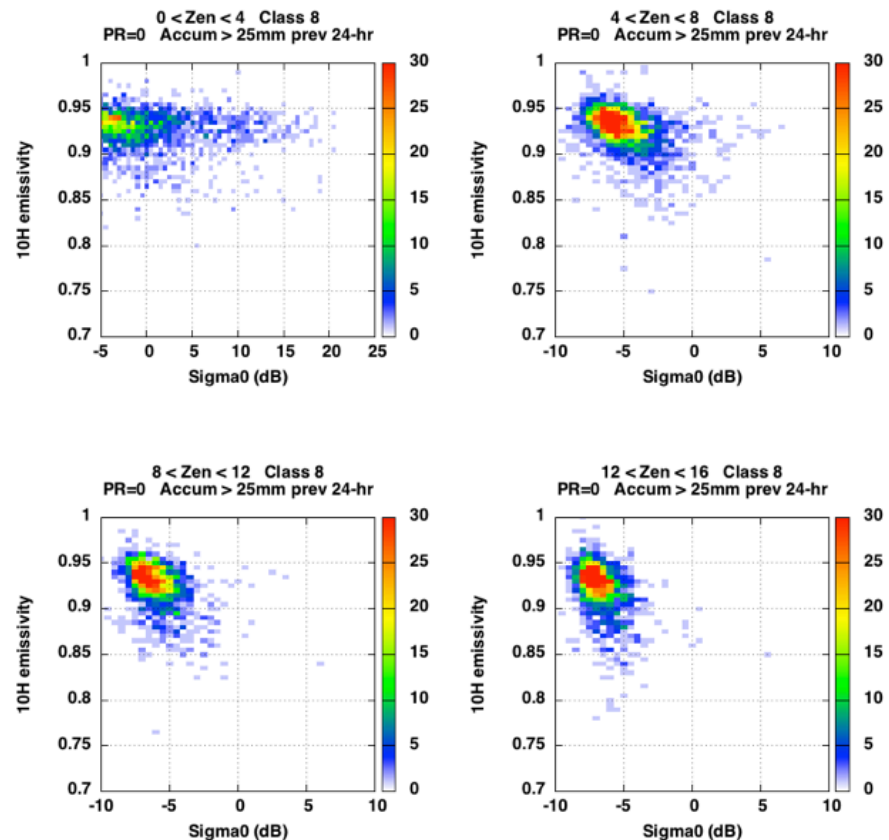 0 < Zen < 4 Class 8
PR=0 Accum > 25mm prev 24-hr
1
0.95
0.9
0.85
0.8
0.75
0.7
10H emissivity
-5 0 5 10 15 20 25
Sigma0 (dB)
30
25
20
15
10
5
0
4 < Zen < 8 Class 8
PR=0 Accum > 25mm prev 24-hr
1
0.95
0.9
0.85
0.8
0.75
0.7
10H emissivity
-10 -5 0 5 10
Sigma0 (dB)
30
25
20
15
10
5
0
8 < Zen < 12 Class 8
PR=0 Accum > 25mm prev 24-hr
1
0.95
0.9
0.85
0.8
0.75
0.7
10H emissivity
-10 -5 0 5 10
Sigma0 (dB)
30
25
20
15
10
5
0
12 < Zen < 16 Class 8
PR=0 Accum > 25mm prev 24-hr
1
0.95
0.9
0.85
0.8
0.75
0.7
10H emissivity
-10 -5 0 5 10
Sigma0 (dB)
30
25
20
15
10
5
0